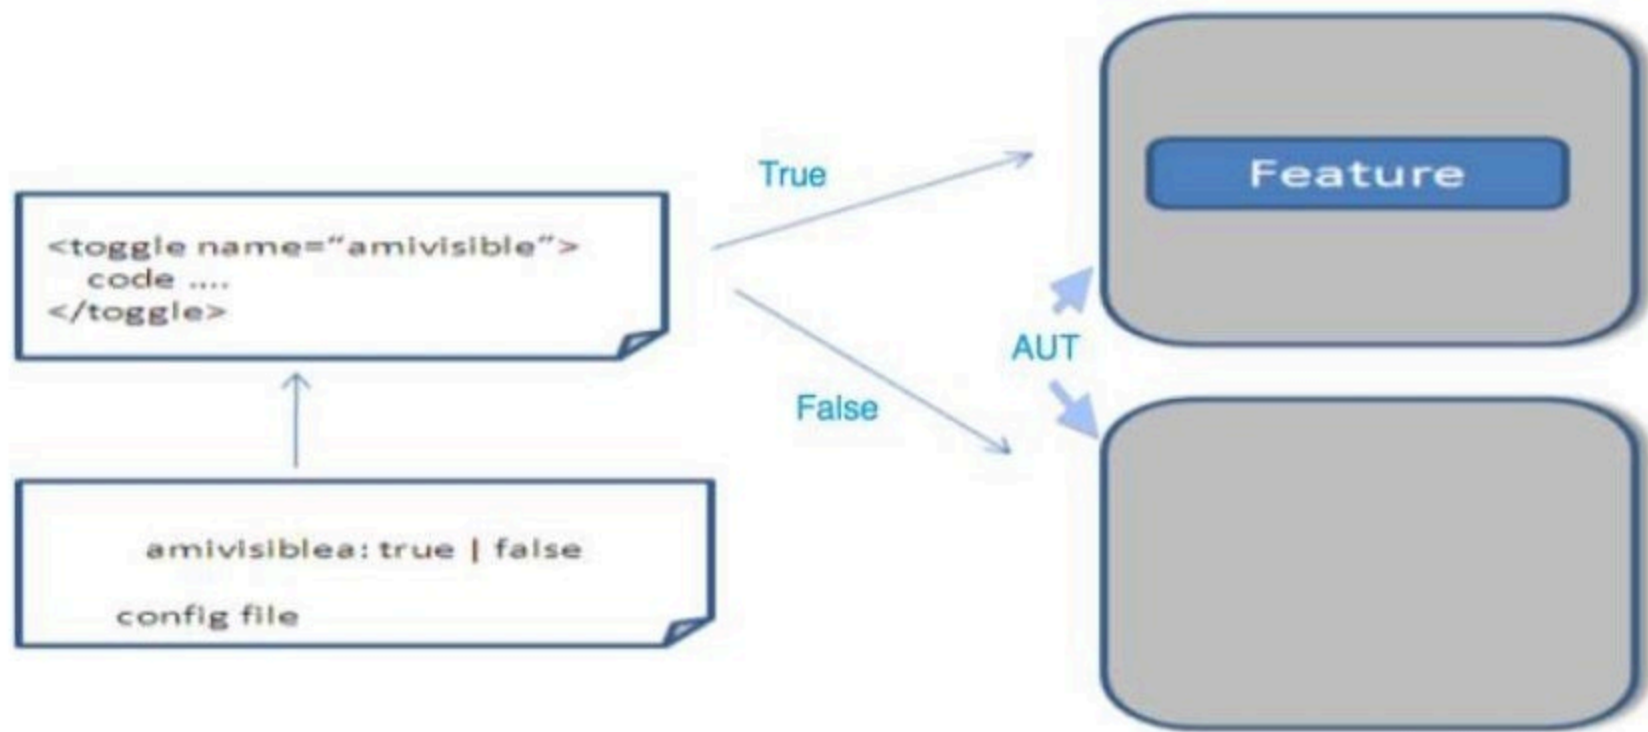 <toggle name="amivisible">
code ....
</toggle>
amivisiblea: true | false
config file
True
False
AUT
Feature